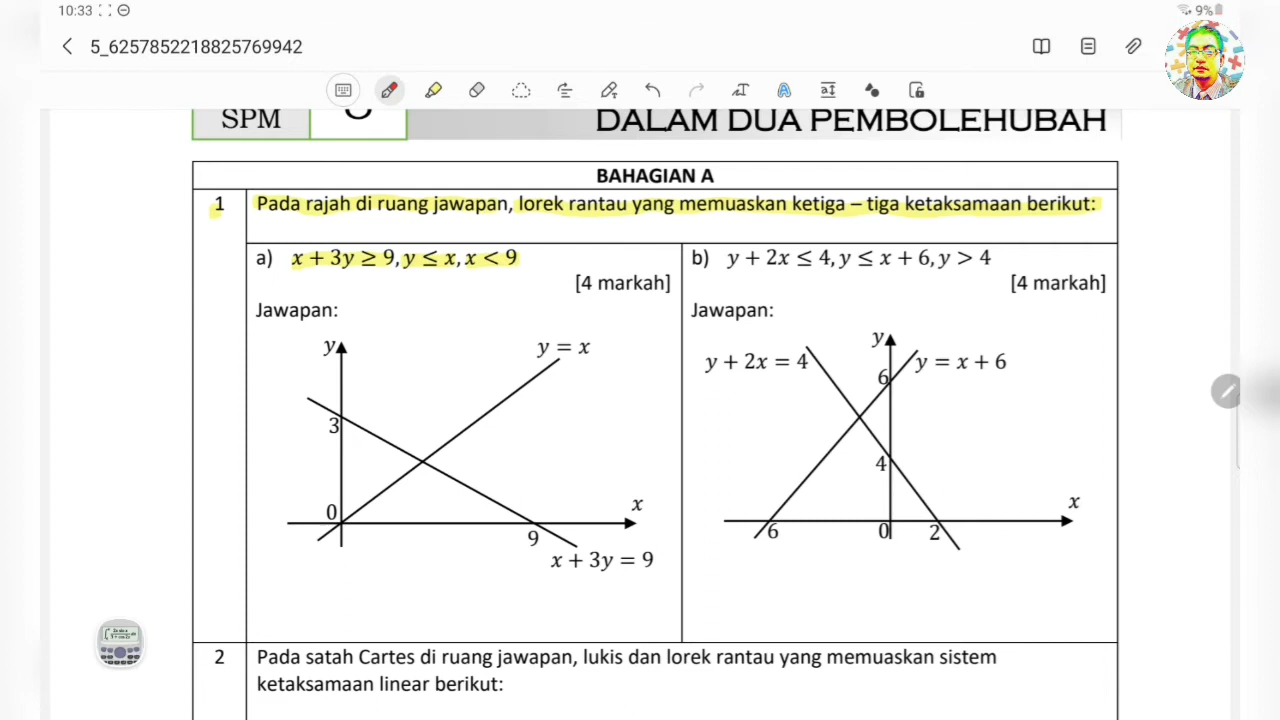 10:33
9%
5_6257852218825769942
SPM
DALAM DUA PEMBOLEHUBAH
BAHAGIAN A
1 Pada rajah di ruang jawapan, lorek rantau yang memuaskan ketiga – tiga ketaksamaan berikut:
a) x + 3y ≥ 9, y ≤ x, x < 9
[4 markah]
Jawapan:
y
y = x
3
0
x
9
x + 3y = 9
b) y + 2x ≤ 4, y ≤ x + 6, y > 4
[4 markah]
Jawapan:
y
y + 2x = 4
y = x + 6
6
4
x
6
0
2
2 Pada satah Cartes di ruang jawapan, lukis dan lorek rantau yang memuaskan sistem
ketaksamaan linear berikut: